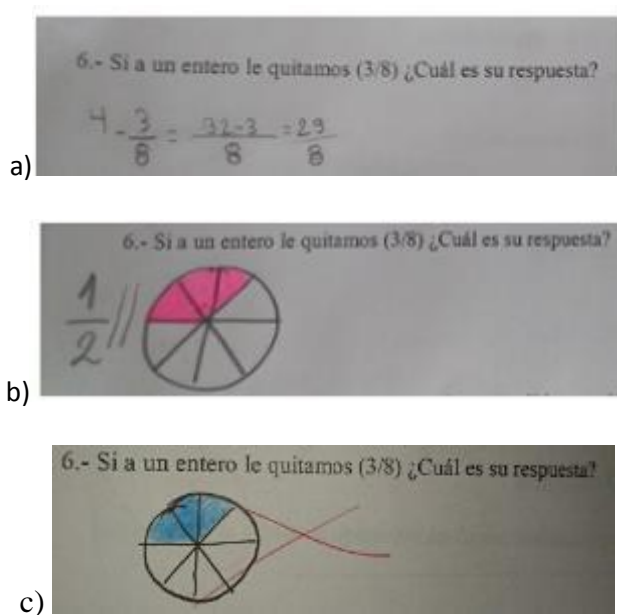 6.- Si a un entero le quitamos (3/8) ¿Cuál es su respuesta?
4 - 3/8 = 32-3/8 = 29/8
a)
6.- Si a un entero le quitamos (3/8) ¿Cuál es su respuesta?
1/2 //
b)
6.- Si a un entero le quitamos (3/8) ¿Cuál es su respuesta?
c)